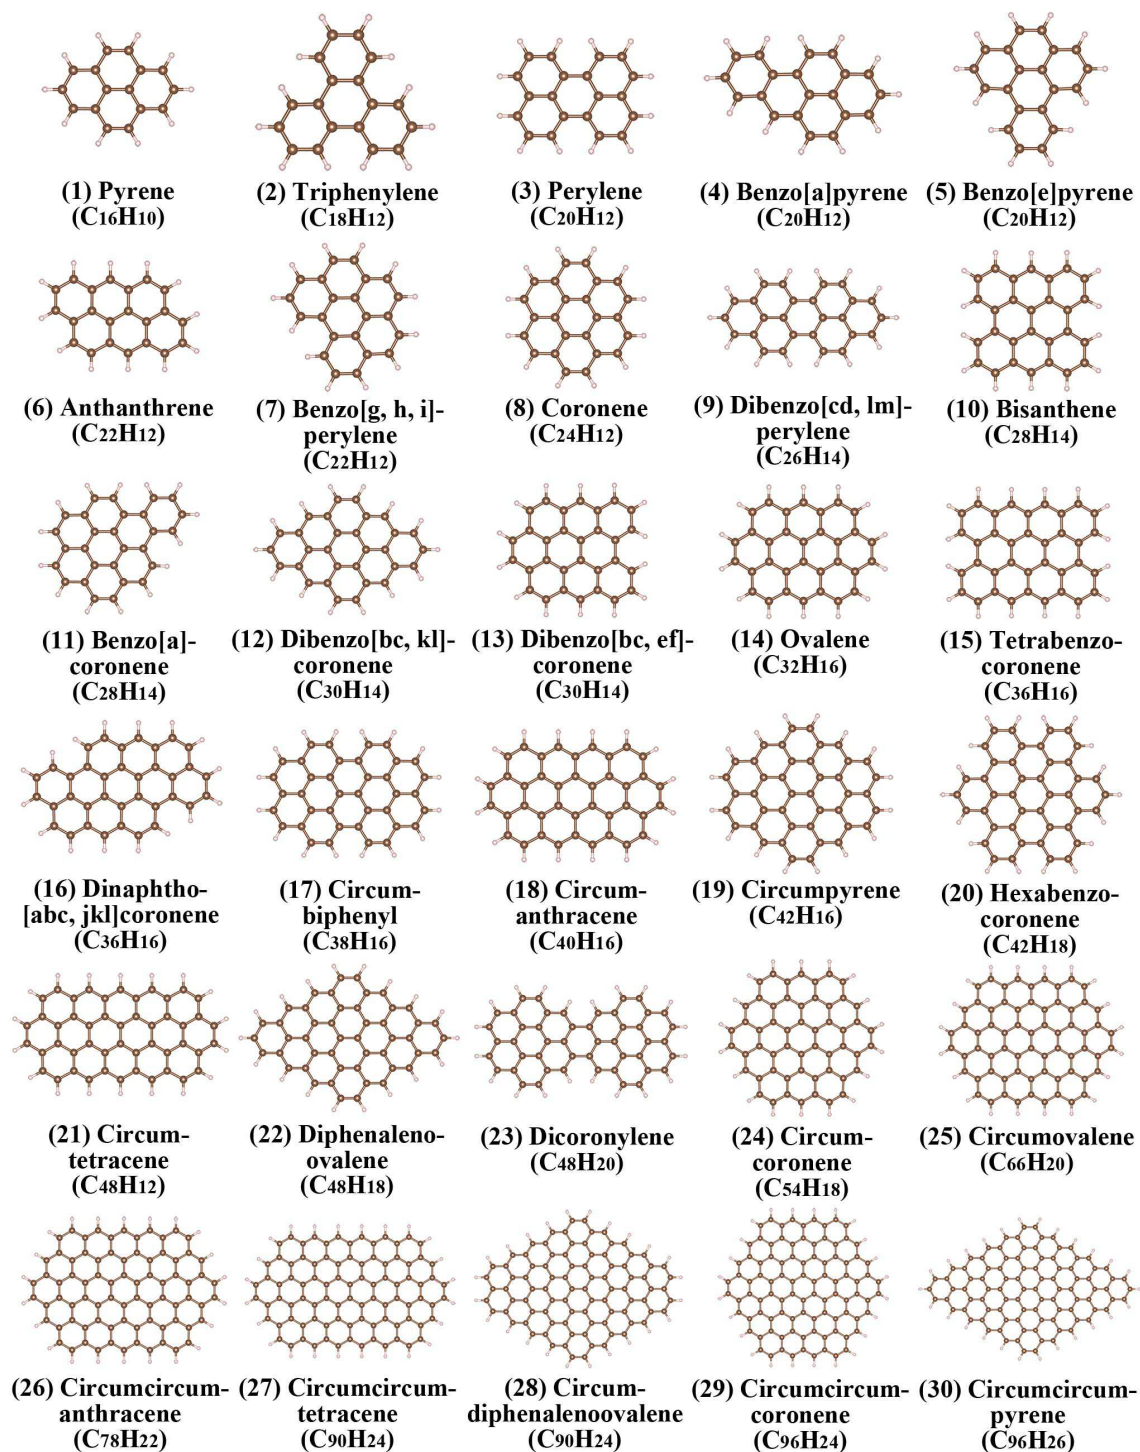 (1) Pyrene
(C16H10)
(2) Triphenylene
(C18H12)
(3) Perylene
(C20H12)
(4) Benzo[a]pyrene
(C20H12)
(5) Benzo[e]pyrene
(C20H12)
(6) Anthanthrene
(C22H12)
(7) Benzo[g, h, i]-
perylene
(C22H12)
(8) Coronene
(C24H12)
(9) Dibenzo[cd, lm]-
perylene
(C26H14)
(10) Bisanthene
(C28H14)
(11) Benzo[a]-
coronene
(C28H14)
(12) Dibenzo[bc, kl]-
coronene
(C30H14)
(13) Dibenzo[bc, ef]-
coronene
(C30H14)
(14) Ovalene
(C32H16)
(15) Tetrabenzo-
coronene
(C36H16)
(16) Dinaphtho-
[abc, jkl]coronene
(C36H16)
(17) Circum-
biphenyl
(C38H16)
(18) Circum-
anthracene
(C40H16)
(19) Circumpyrene
(C42H16)
(20) Hexabenzo-
coronene
(C42H18)
(21) Circum-
tetracene
(C48H12)
(22) Diphenaleno-
ovalene
(C48H18)
(23) Dicoronylene
(C48H20)
(24) Circum-
coronene
(C54H18)
(25) Circumovalene
(C66H20)
(26) Circumcircum-
anthracene
(C78H22)
(27) Circumcircum-
tetracene
(C90H24)
(28) Circum-
diphenalenoovalene
(C90H24)
(29) Circumcircum-
coronene
(C96H24)
(30) Circumcircum-
pyrene
(C96H26)